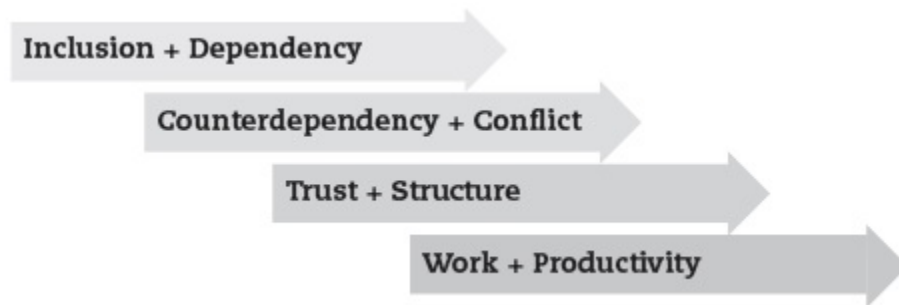 Inclusion + Dependency
Counterdependency + Conflict
Trust + Structure
Work + Productivity